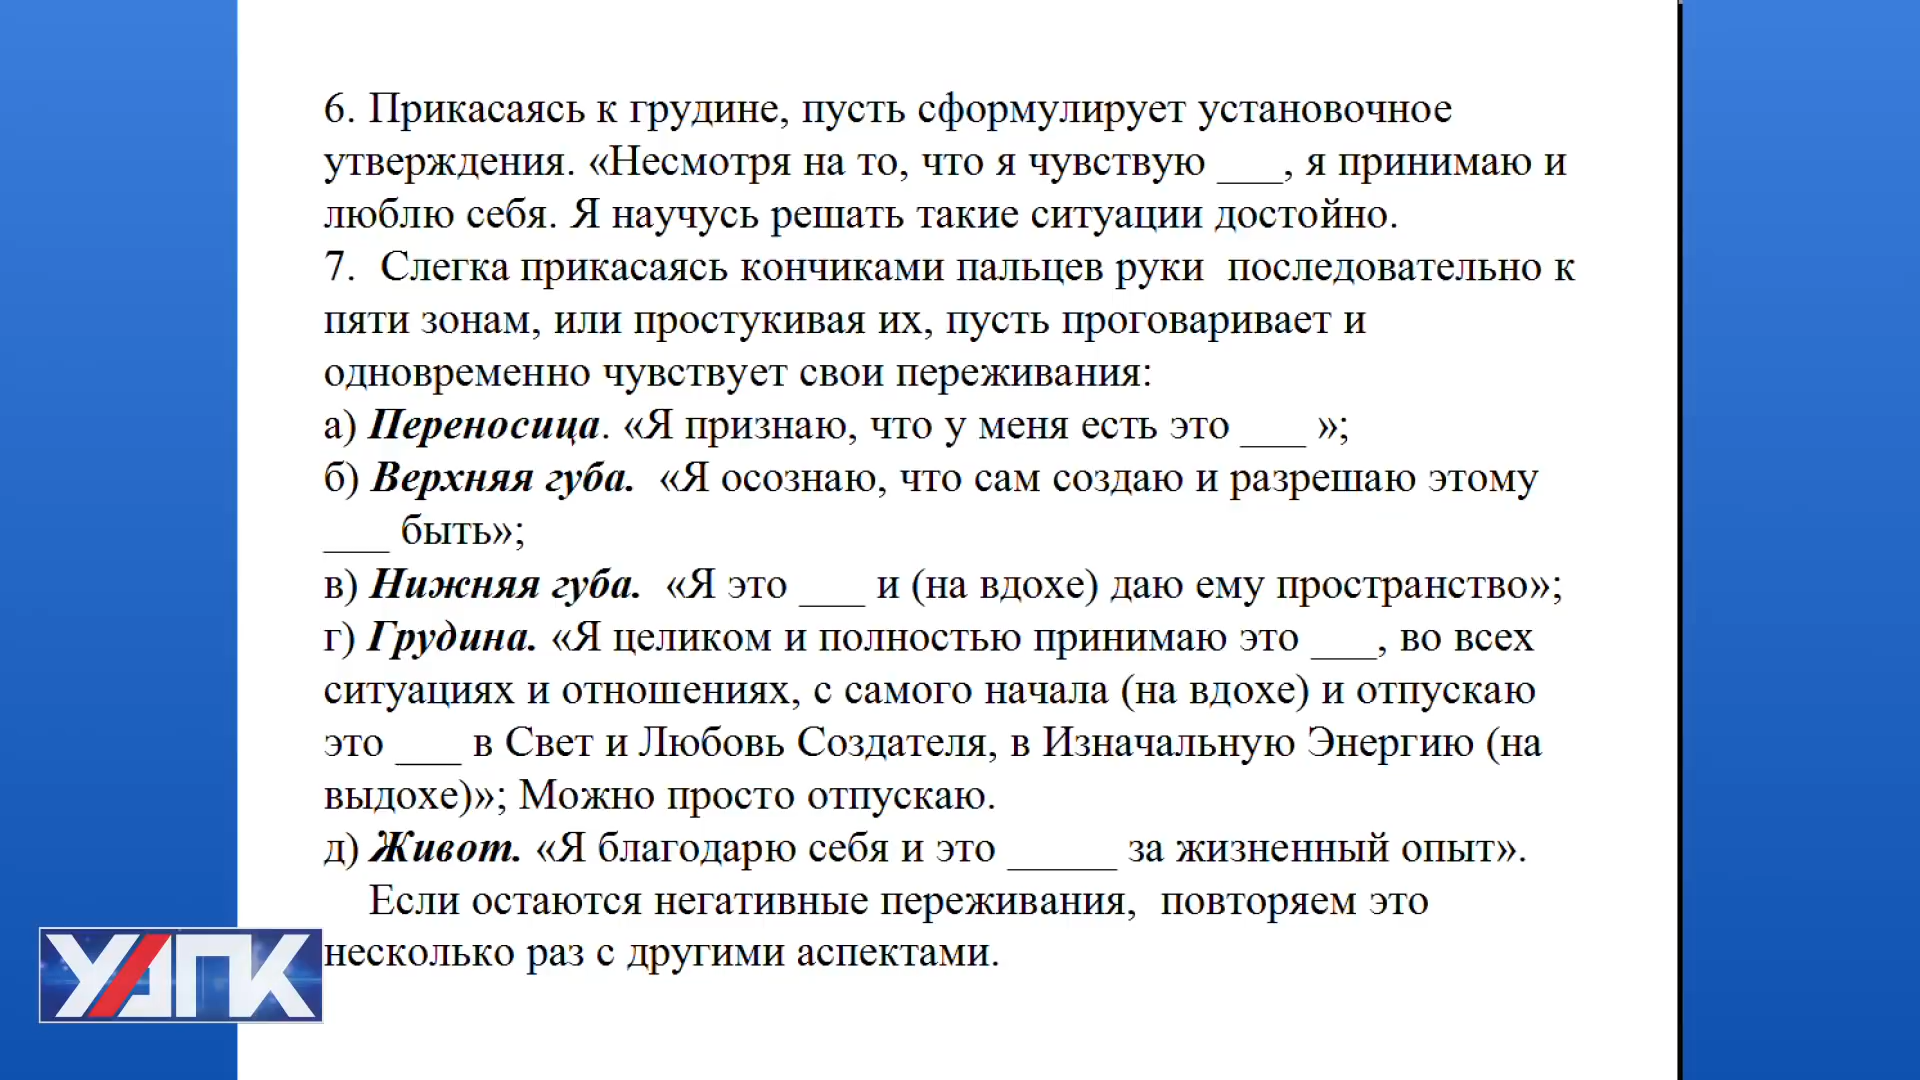 6. Прикасаясь к грудине, пусть сформулирует установочное
утверждения. «Несмотря на то, что я чувствую ___, я принимаю и
люблю себя. Я научусь решать такие ситуации достойно.
7.  Слегка прикасаясь кончиками пальцев руки  последовательно к
пяти зонам, или простукивая их, пусть проговаривает и
одновременно чувствует свои переживания:
а) Переносица. «Я признаю, что у меня есть это ___ »;
б) Верхняя губа.  «Я осознаю, что сам создаю и разрешаю этому
___ быть»;
в) Нижняя губа.  «Я это ___ и (на вдохе) даю ему пространство»;
г) Грудина. «Я целиком и полностью принимаю это ___, во всех
ситуациях и отношениях, с самого начала (на вдохе) и отпускаю
это ___ в Свет и Любовь Создателя, в Изначальную Энергию (на
выдохе)»; Можно просто отпускаю.
д) Живот. «Я благодарю себя и это _____ за жизненный опыт».
Если остаются негативные переживания,  повторяем это
несколько раз с другими аспектами.
УДПК